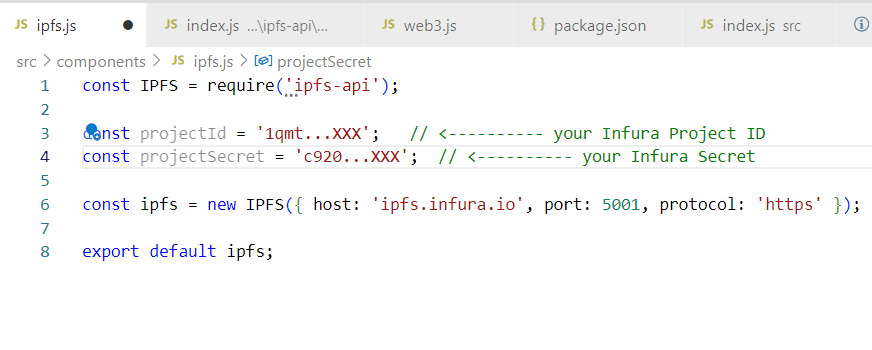 JS ipfs.js ● JS index.js ...\ipfs-api\... JS web3.js {} package.json JS index.js src
src > components > JS ipfs.js > projectSecret
1 const IPFS = require('ipfs-api');
2
3 const projectId = '1qmt...XXX';   // <---------- your Infura Project ID
4 const projectSecret = 'c920...XXX';  // <---------- your Infura Secret
5
6 const ipfs = new IPFS({ host: 'ipfs.infura.io', port: 5001, protocol: 'https' });
7
8 export default ipfs;